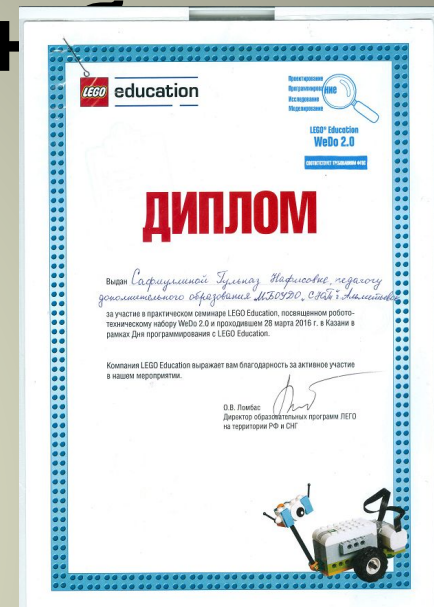 LEGO education
Проектирование
Программирование
Исследование
Моделирование
LEGO® Education
WeDo 2.0
СООТВЕТСТВУЕТ ТРЕБОВАНИЯМ ФГОС
ДИПЛОМ
Выдан Сафиуллиной Гульназ Нафисовне, педагогу
дополнительного образования МБОУДО
за участие в практическом семинаре LEGO Education, посвященном робото-
техническому набору WeDo 2.0 и проходившем 28 марта 2016 г. в Казани в
рамках Дня программирования с LEGO Education.
Компания LEGO Education выражает вам благодарность за активное участие
в нашем мероприятии.
О.В. Ломбас
Директор образовательных программ ЛЕГО
на территории РФ и СНГ